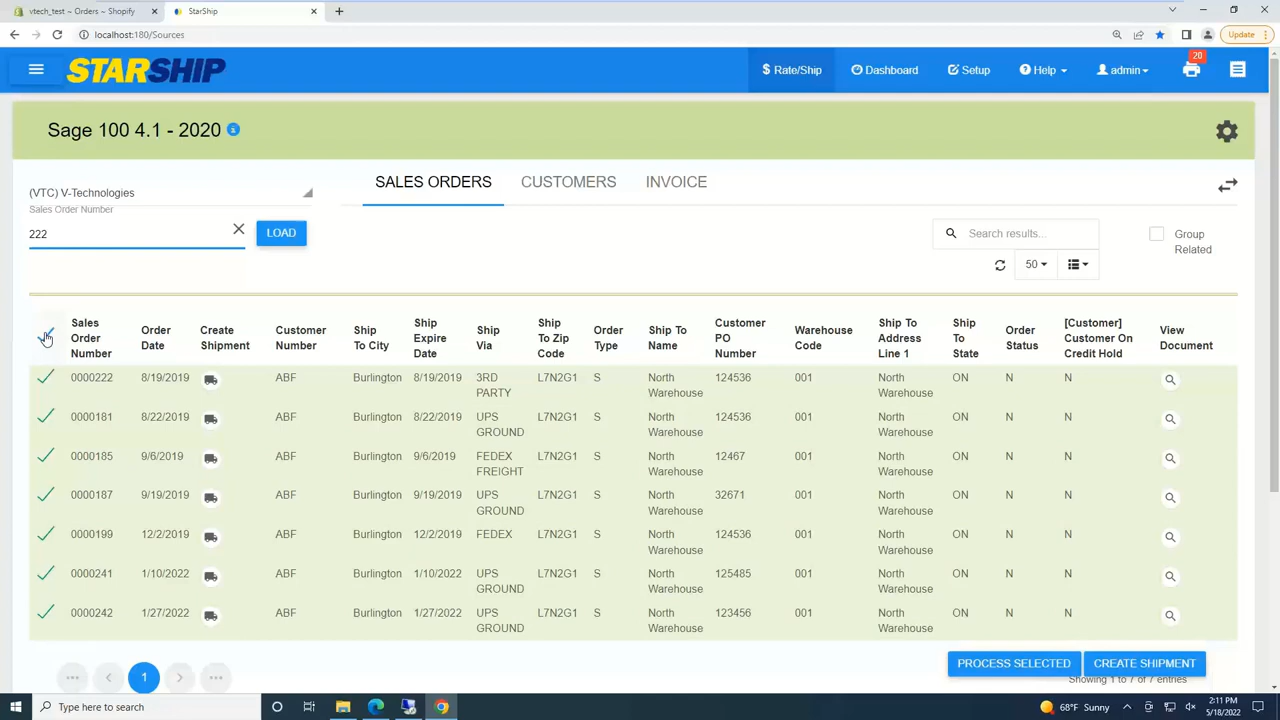 vtech_test ~ Orders ~ Shopify
StarShip
localhost:180/Sources
Update
STARSHIP
$ Rate/Ship
Dashboard
Setup
Help
admin
20
Sage 100 4.1 - 2020
(VTC) V-Technologies
SALES ORDERS
CUSTOMERS
INVOICE
Sales Order Number
222
LOAD
Search results...
Group
Related
50
Sales Order Number Order Date Create Shipment Customer Number Ship To City Ship Expire Date Ship Via Ship To Zip Code Order Type Ship To Name Customer PO Number Warehouse Code Ship To Address Line 1 Ship To State Order Status [Customer] Customer On Credit Hold View Document
0000222 8/19/2019 ABF Burlington 8/19/2019 3RD PARTY L7N2G1 S North Warehouse 124536 001 North Warehouse ON N N
0000181 8/22/2019 ABF Burlington 8/22/2019 UPS GROUND L7N2G1 S North Warehouse 124536 001 North Warehouse ON N N
0000185 9/6/2019 ABF Burlington 9/6/2019 FEDEX FREIGHT L7N2G1 S North Warehouse 12467 001 North Warehouse ON N N
0000187 9/19/2019 ABF Burlington 9/19/2019 UPS GROUND L7N2G1 S North Warehouse 32671 001 North Warehouse ON N N
0000199 12/2/2019 ABF Burlington 12/2/2019 FEDEX L7N2G1 S North Warehouse 124536 001 North Warehouse ON N N
0000241 1/10/2022 ABF Burlington 1/10/2022 UPS GROUND L7N2G1 S North Warehouse 125485 001 North Warehouse ON N N
0000242 1/27/2022 ABF Burlington 1/27/2022 UPS GROUND L7N2G1 S North Warehouse 123456 001 North Warehouse ON N N
PROCESS SELECTED
CREATE SHIPMENT
1
Showing 1 to 7 of 7 entries
Type here to search
68°F Sunny
2:11 PM
5/18/2022